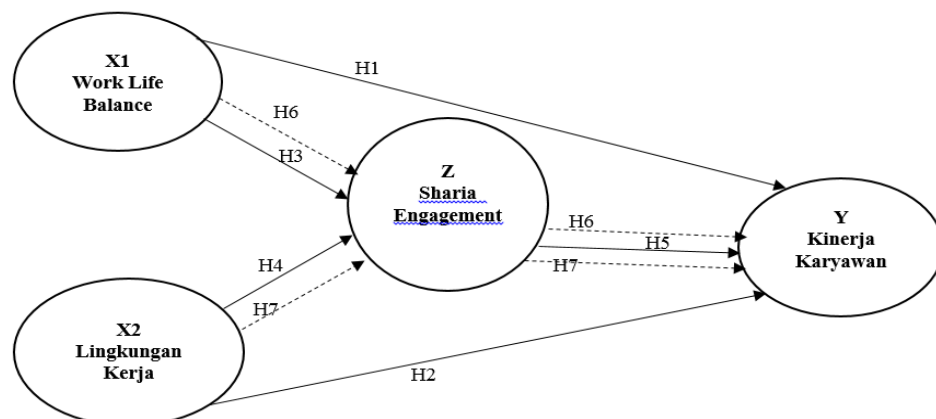 X1
Work Life
Balance
H1
H6
H3
Z
Sharia
Engagement
H6
H5
H7
Y
Kinerja
Karyawan
H4
H7
X2
Lingkungan
Kerja
H2